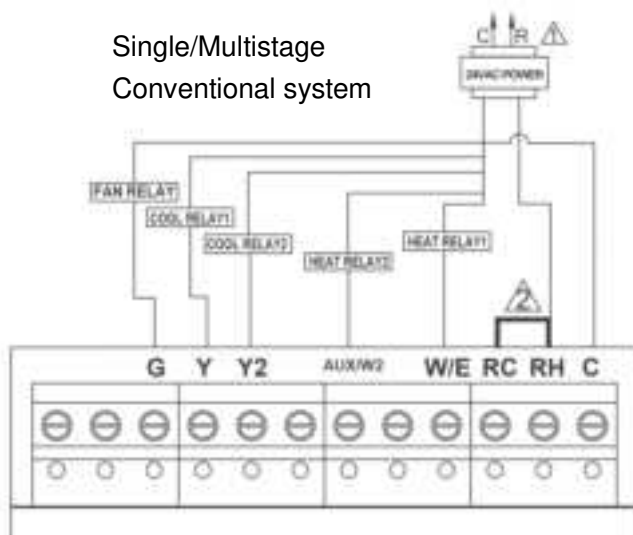 Single/Multistage
Conventional system
C R 1
24VAC POWER
FAN RELAY
COOL RELAY1
COOL RELAY2
HEAT RELAY2
HEAT RELAY1
2
G Y Y2 AUX/W2 W/E RC RH C